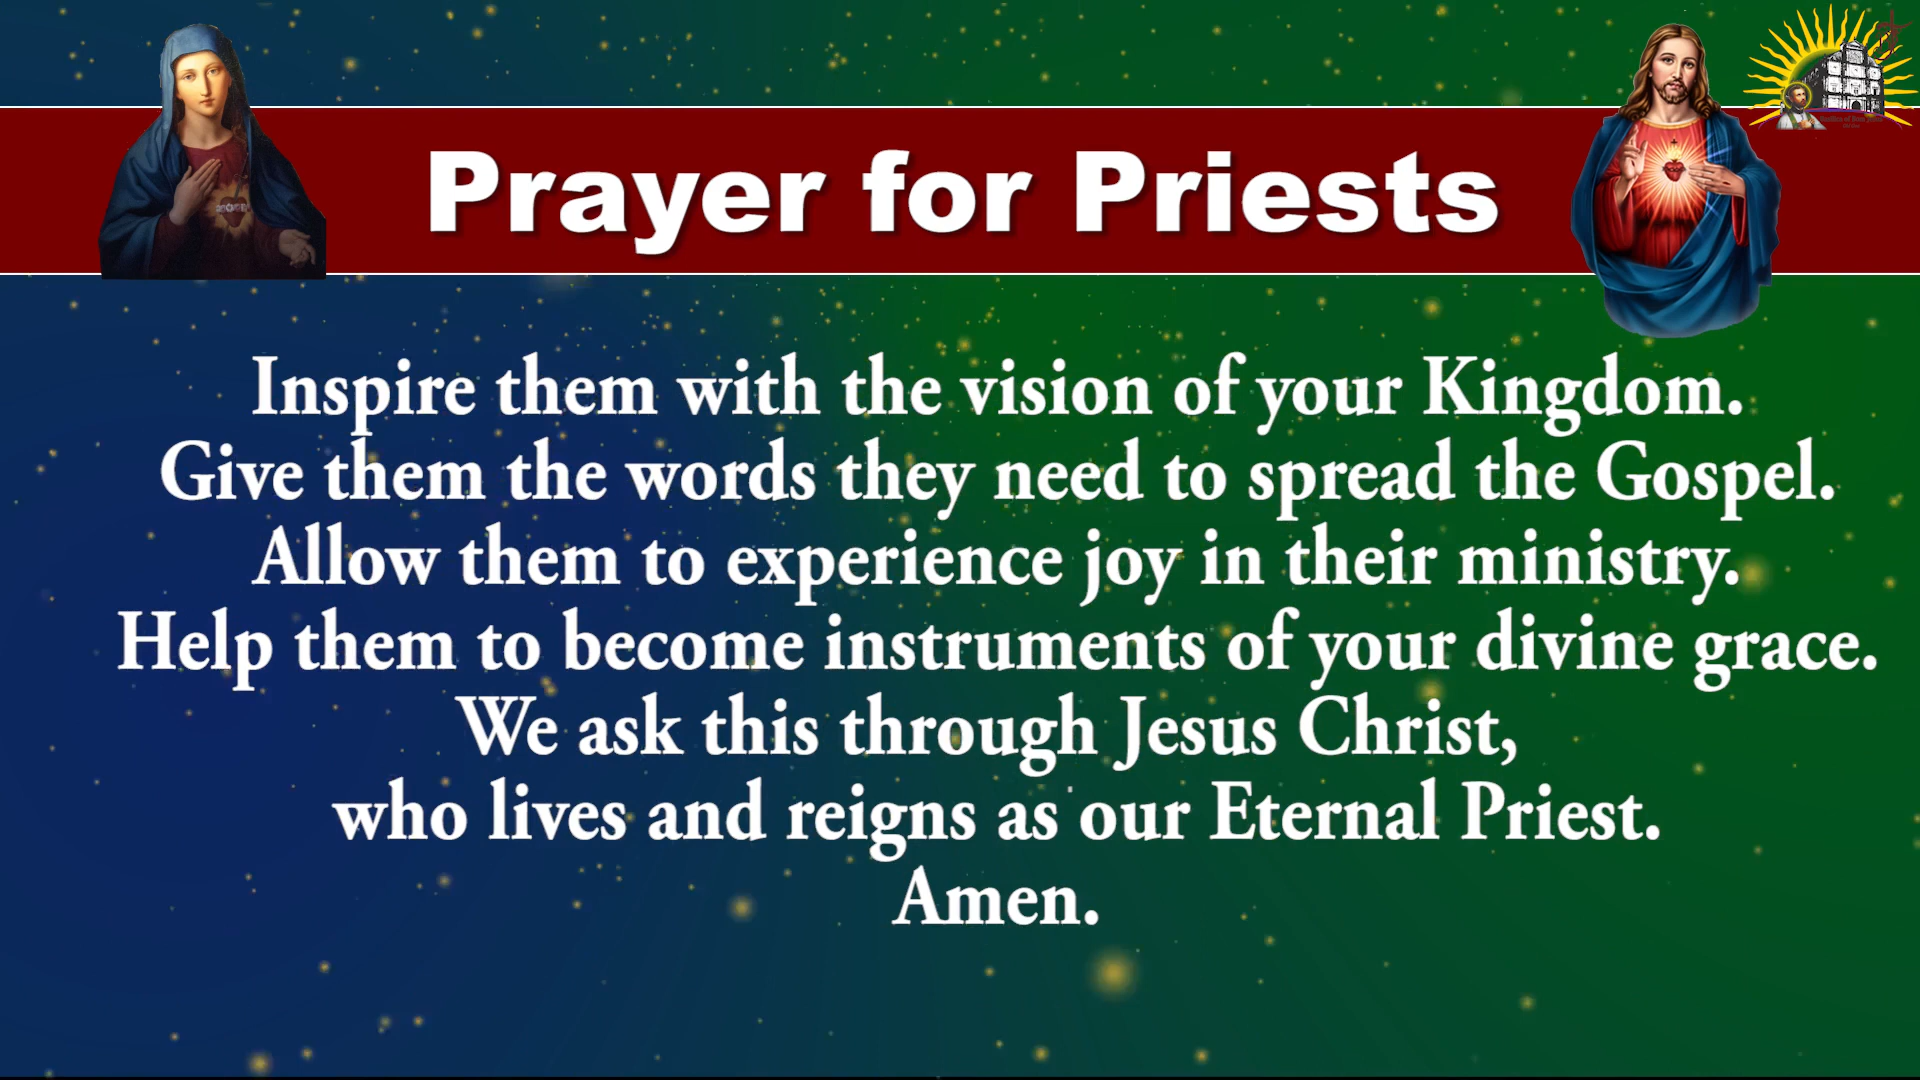 Prayer for Priests
Inspire them with the vision of your Kingdom.
Give them the words they need to spread the Gospel.
Allow them to experience joy in their ministry.
Help them to become instruments of your divine grace.
We ask this through Jesus Christ,
who lives and reigns as our Eternal Priest.
Amen.